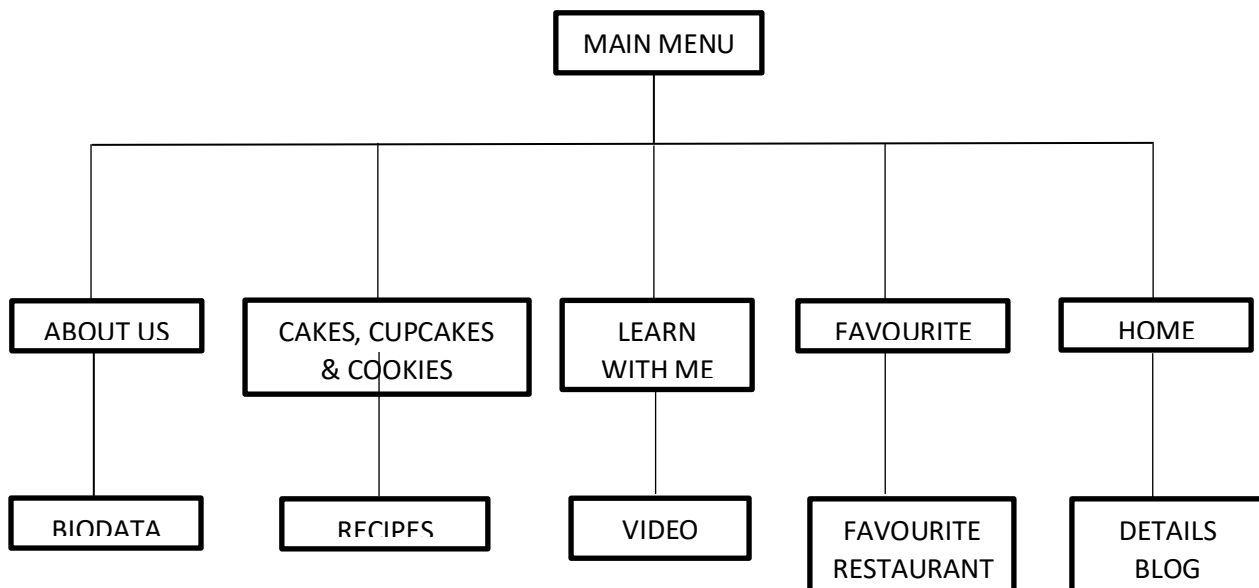 MAIN MENU
ABOUT US
CAKES, CUPCAKES
& COOKIES
LEARN
WITH ME
FAVOURITE
HOME
BIODATA
RECIPES
VIDEO
FAVOURITE
RESTAURANT
DETAILS
BLOG